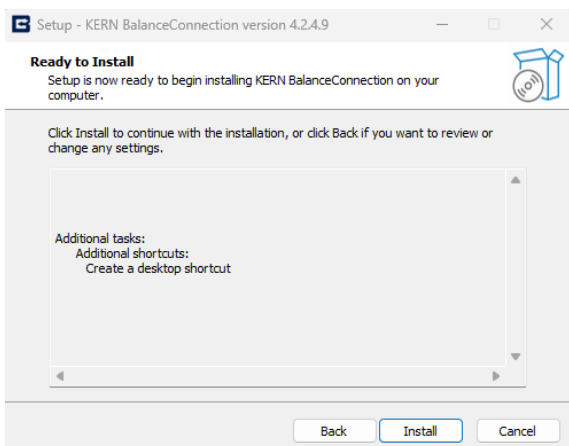 Setup - KERN BalanceConnection version 4.2.4.9
Ready to Install
Setup is now ready to begin installing KERN BalanceConnection on your
computer.
Click Install to continue with the installation, or click Back if you want to review or
change any settings.
Additional tasks:
Additional shortcuts:
Create a desktop shortcut
Back
Install
Cancel